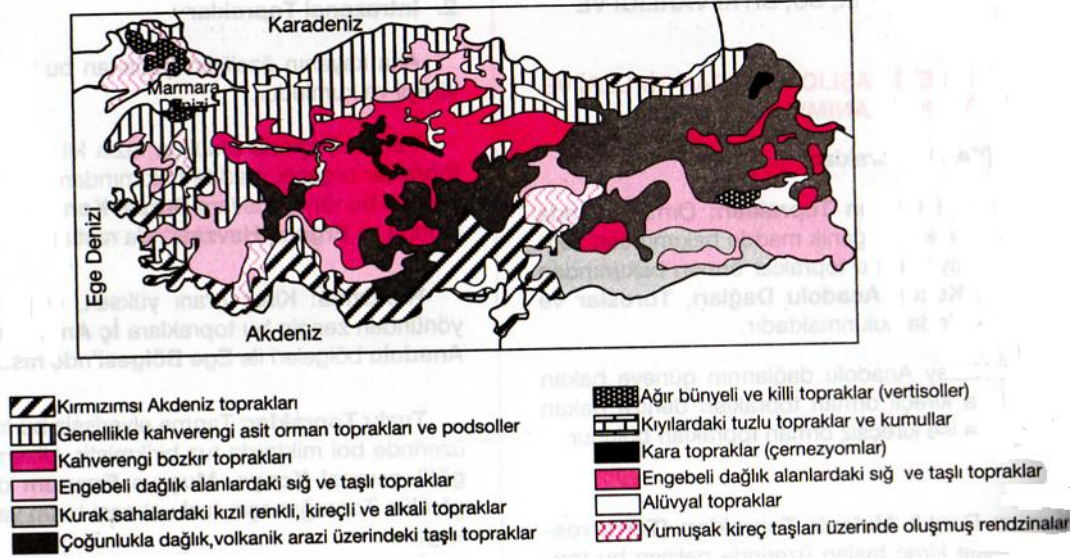 Karadeniz
Marmara
Denizi
Ege Denizi
Akdeniz
Kırmızımsı Akdeniz toprakları
Genellikle kahverengi asit orman toprakları ve podsoller
Kahverengi bozkır toprakları
Engebeli dağlık alanlardaki sığ ve taşlı topraklar
Kurak sahalardaki kızıl renkli, kireçli ve alkali topraklar
Çoğunlukla dağlık,volkanik arazi üzerindeki taşlı topraklar
Ağır bünyeli ve killi topraklar (vertisoller)
Kıyılardaki tuzlu topraklar ve kumullar
Kara topraklar (çernezyomlar)
Engebeli dağlık alanlardaki sığ ve taşlı topraklar
Alüvyal topraklar
Yumuşak kireç taşları üzerinde oluşmuş rendzinalar